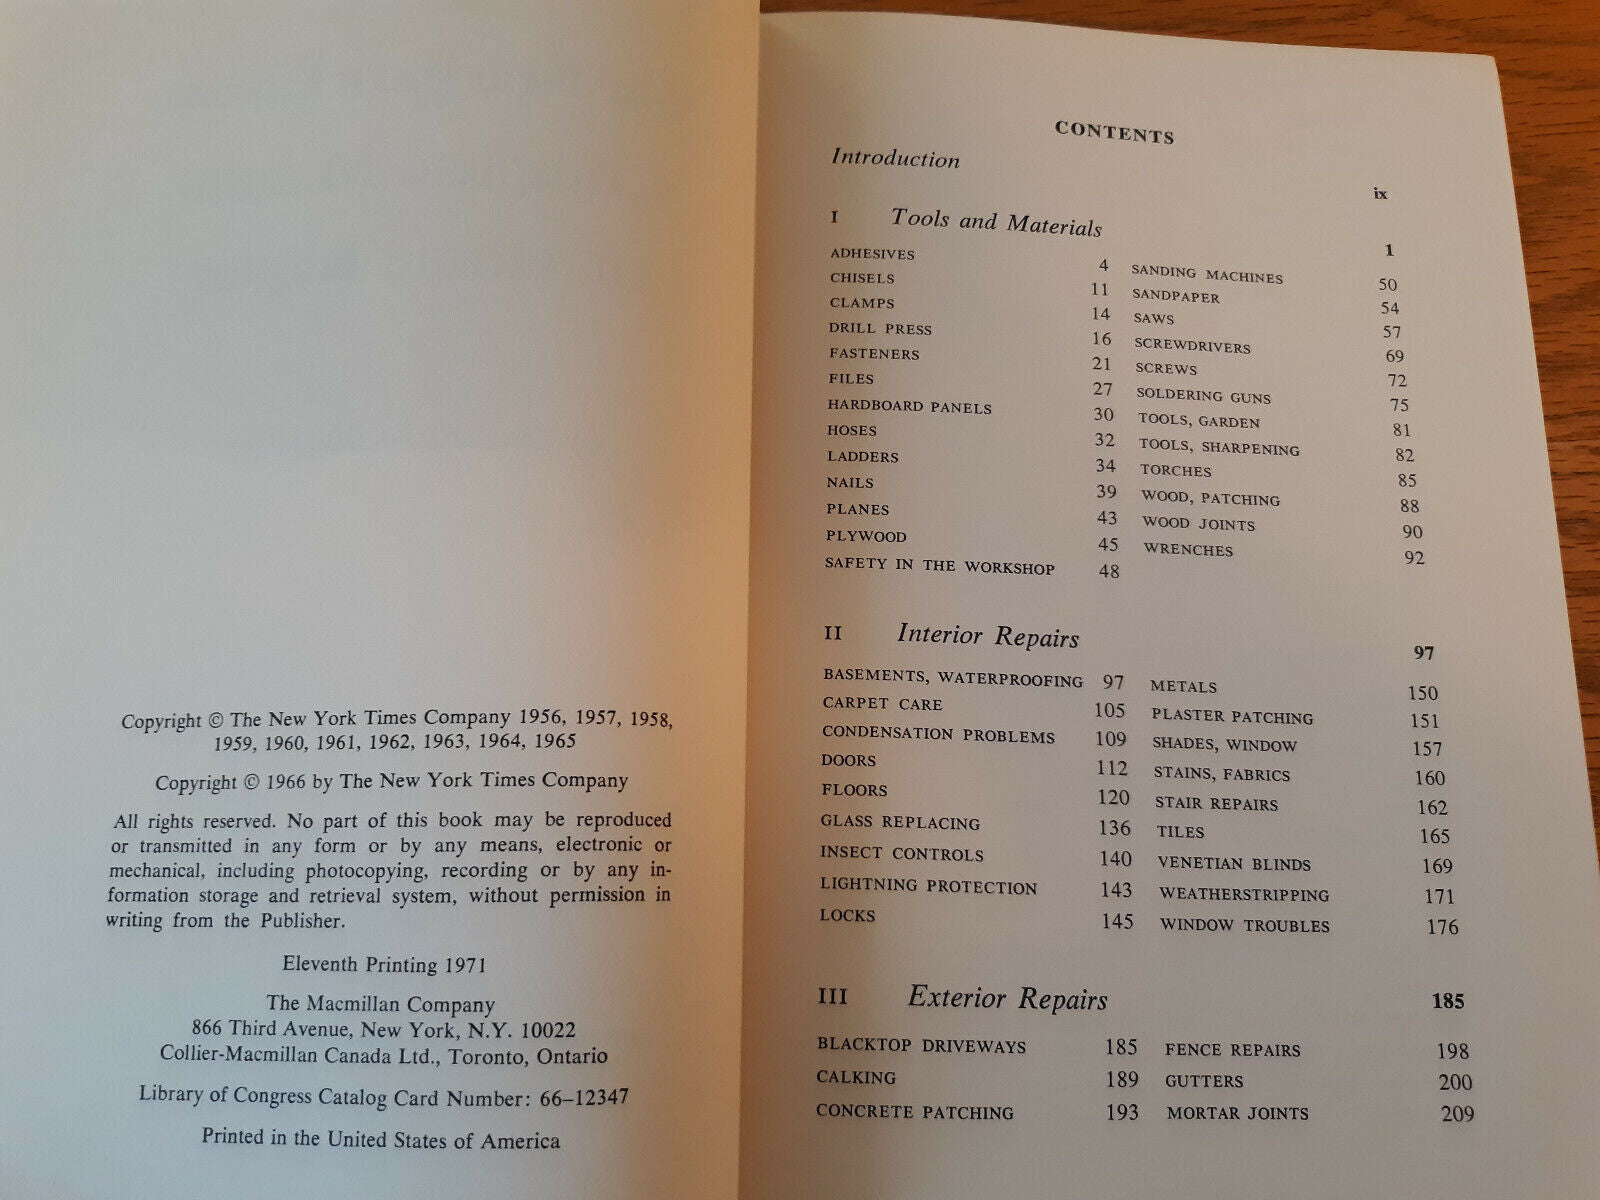 Copyright © The New York Times Company 1956, 1957, 1958,
1959, 1960, 1961, 1962, 1963, 1964, 1965
Copyright © 1966 by The New York Times Company
All rights reserved. No part of this book may be reproduced
or transmitted in any form or by any means, electronic or
mechanical, including photocopying, recording or by any in-
formation storage and retrieval system, without permission in
writing from the Publisher.
Eleventh Printing 1971
The Macmillan Company
866 Third Avenue, New York, N.Y. 10022
Collier-Macmillan Canada Ltd., Toronto, Ontario
Library of Congress Catalog Card Number: 66–12347
Printed in the United States of America
CONTENTS
Introduction ix
I Tools and Materials 1
ADHESIVES 4
CHISELS 11
CLAMPS 14
DRILL PRESS 16
FASTENERS 21
FILES 27
HARDBOARD PANELS 30
HOSES 32
LADDERS 34
NAILS 39
PLANES 43
PLYWOOD 45
SAFETY IN THE WORKSHOP 48
SANDING MACHINES 50
SANDPAPER 54
SAWS 57
SCREWDRIVERS 69
SCREWS 72
SOLDERING GUNS 75
TOOLS, GARDEN 81
TOOLS, SHARPENING 82
TORCHES 85
WOOD, PATCHING 88
WOOD JOINTS 90
WRENCHES 92
II Interior Repairs 97
BASEMENTS, WATERPROOFING 97
CARPET CARE 105
CONDENSATION PROBLEMS 109
DOORS 112
FLOORS 120
GLASS REPLACING 136
INSECT CONTROLS 140
LIGHTNING PROTECTION 143
LOCKS 145
METALS 150
PLASTER PATCHING 151
SHADES, WINDOW 157
STAINS, FABRICS 160
STAIR REPAIRS 162
TILES 165
VENETIAN BLINDS 169
WEATHERSTRIPPING 171
WINDOW TROUBLES 176
III Exterior Repairs 185
BLACKTOP DRIVEWAYS 185
CALKING 189
CONCRETE PATCHING 193
FENCE REPAIRS 198
GUTTERS 200
MORTAR JOINTS 209